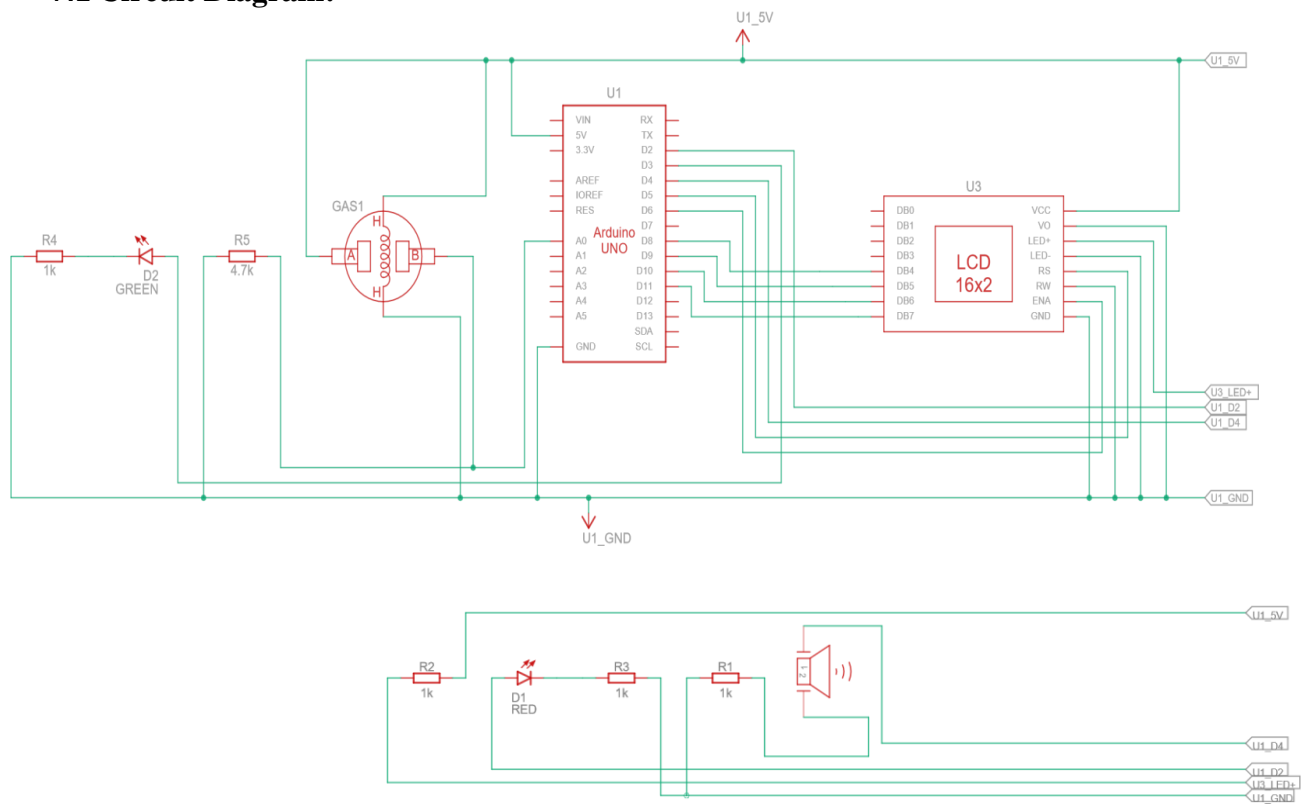 U1_5V
U1_5V
U1
VIN RX
5V TX
3.3V D2
D3
AREF D4
IOREF D5
RES D6
D7
A0 D8
A1 D9
A2 D10
A3 D11
A4 D12
A5 D13
SDA
GND SCL
Arduino
UNO
U3
DB0 VCC
DB1 VO
DB2 LED+
DB3 LED-
DB4 RS
DB5 RW
DB6 ENA
DB7 GND
LCD
16x2
GAS1
H
A B
H
R4
1k
D2
GREEN
R5
4.7k
U3_LED+
U1_D2
U1_D4
U1_GND
U1_GND
U1_5V
R2
1k
D1
RED
R3
1k
R1
1k
1 2
U1_D4
U1_D2
U3_LED+
U1_GND